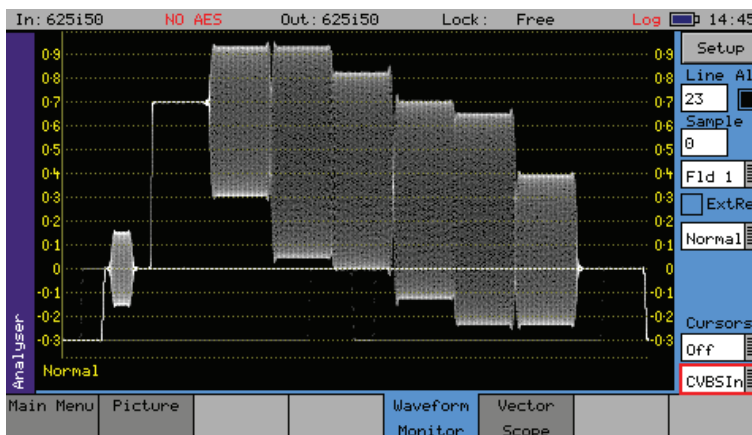 In:625i50 NO AES Out:625i50 Lock: Free Log 14:45
Setup
Line Al
23
Sample
0
Fld 1
ExtRe
Normal
Cursors
Off
CVBSIn
0·9 0·9
0·8 0·8
0·7 0·7
0·6 0·6
0·5 0·5
0·4 0·4
0·3 0·3
0·2 0·2
0·1 0·1
0 0
-0·1 -0·1
-0·2 -0·2
-0·3 -0·3
Normal
Analyser
Main Menu Picture Waveform Monitor Vector Scope